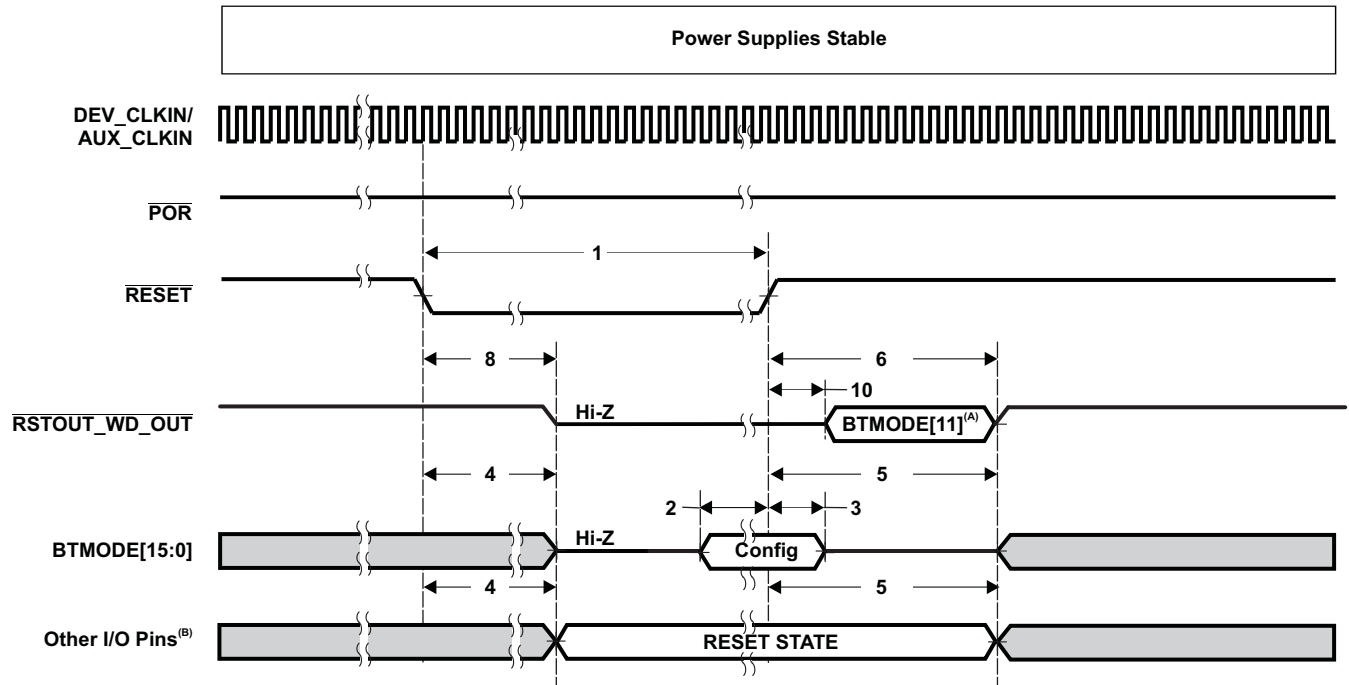 Power Supplies Stable
DEV_CLKIN/
AUX_CLKIN
POR
1
RESET
8
6
10
RSTOUT_WD_OUT
Hi-Z
BTMODE[11](A)
4
5
2
3
BTMODE[15:0]
Hi-Z
Config
4
5
Other I/O Pins(B)
RESET STATE